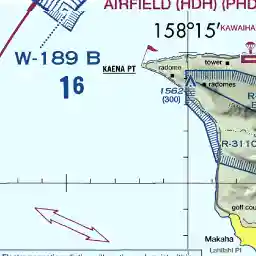 AIRFIELD (HDH) (PHD
158°15′
KAWAIHA
W-189 B
KAENA PT
radome
tower
radomes
16
1562
(300)
R-
R-3110
golf cou
Makaha
Lahilahi Pt